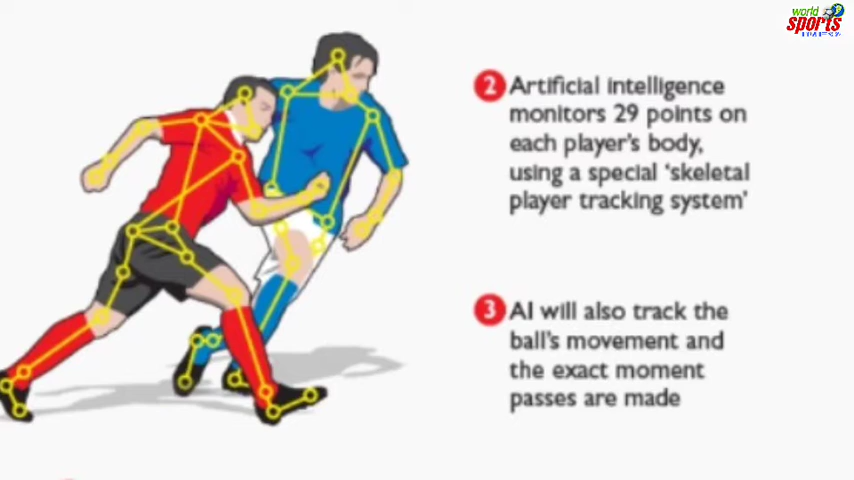 world
sports
2 Artificial intelligence
monitors 29 points on
each player's body,
using a special 'skeletal
player tracking system'
3 AI will also track the
ball's movement and
the exact moment
passes are made